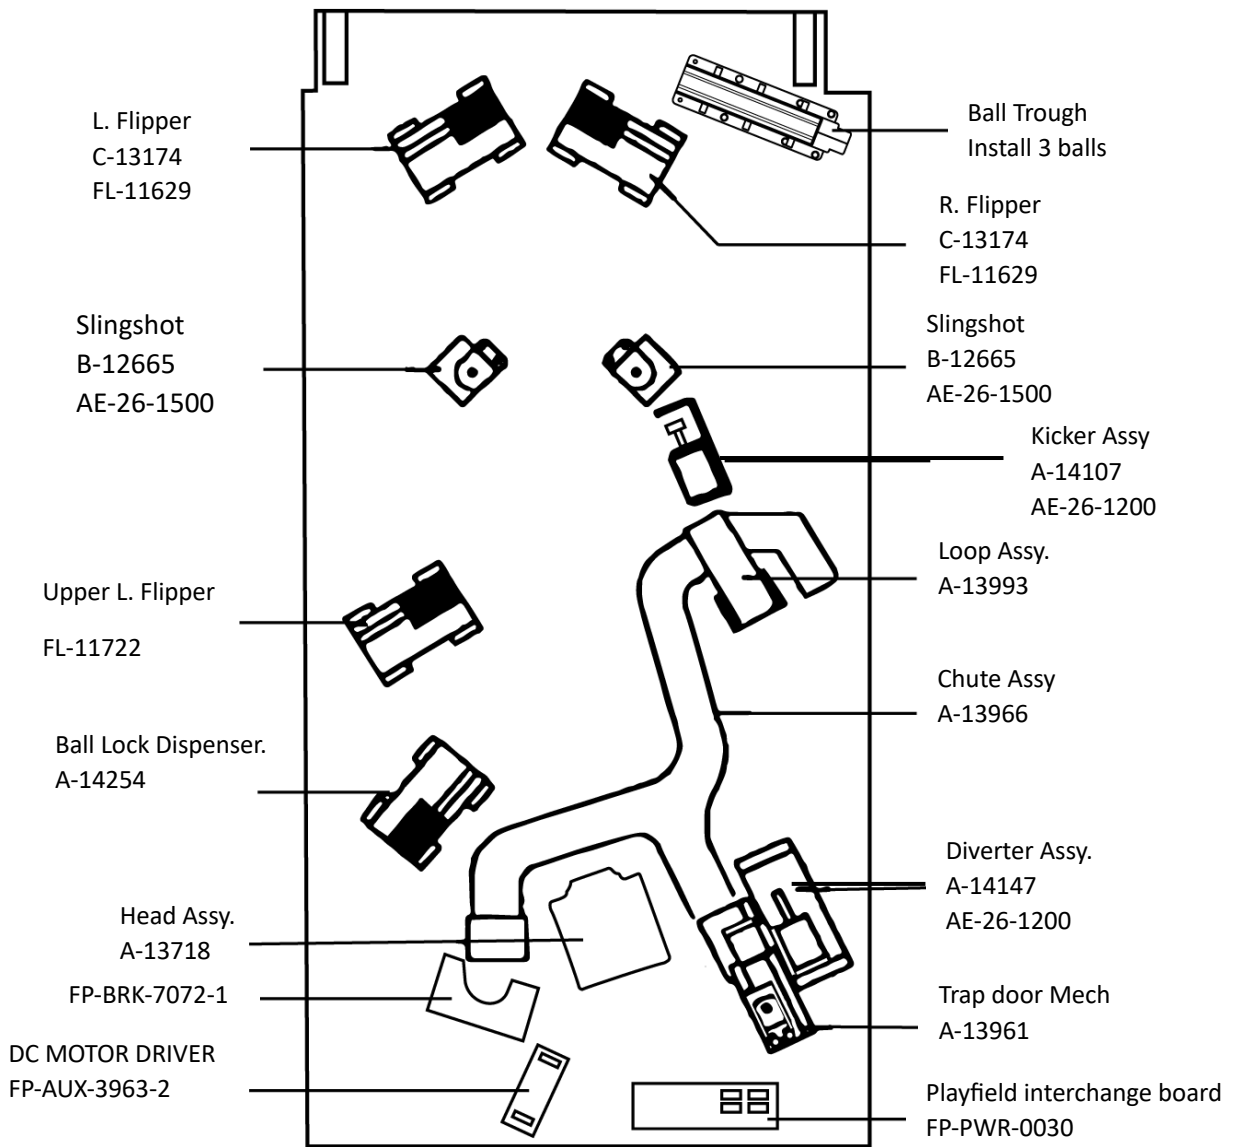 L. Flipper
C-13174
FL-11629
Ball Trough
Install 3 balls
R. Flipper
C-13174
FL-11629
Slingshot
B-12665
AE-26-1500
Slingshot
B-12665
AE-26-1500
Kicker Assy
A-14107
AE-26-1200
Loop Assy.
A-13993
Upper L. Flipper
FL-11722
Chute Assy
A-13966
Ball Lock Dispenser.
A-14254
Diverter Assy.
A-14147
AE-26-1200
Head Assy.
A-13718
FP-BRK-7072-1
Trap door Mech
A-13961
DC MOTOR DRIVER
FP-AUX-3963-2
Playfield interchange board
FP-PWR-0030